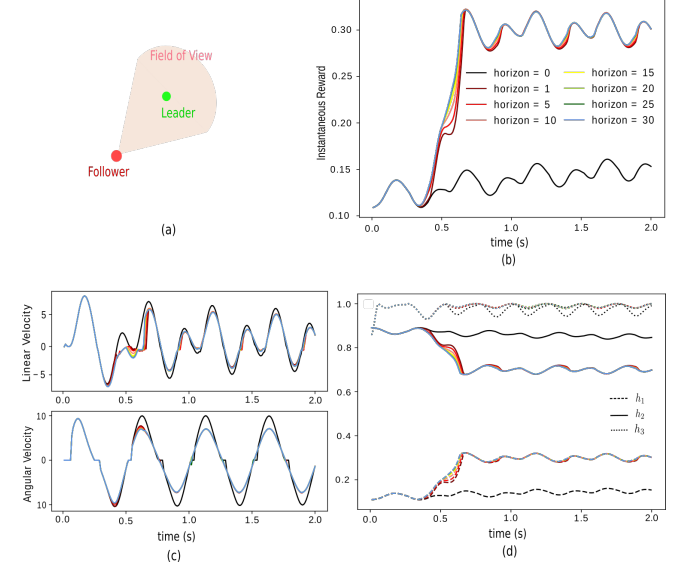 Field of View
Leader
Follower
(a)
Instantaneous Reward
0.30
0.25
0.20
0.15
0.10
horizon = 0
horizon = 1
horizon = 5
horizon = 10
horizon = 15
horizon = 20
horizon = 25
horizon = 30
0.0 0.5 1.0 1.5 2.0
time (s)
(b)
Linear Velocity
5
0
−5
0.0 0.5 1.0 1.5 2.0
Angular Velocity
10
0
10
0.0 0.5 1.0 1.5 2.0
time (s)
(c)
1.0
0.8
0.6
0.4
0.2
h1
h2
h3
0.0 0.5 1.0 1.5 2.0
time (s)
(d)